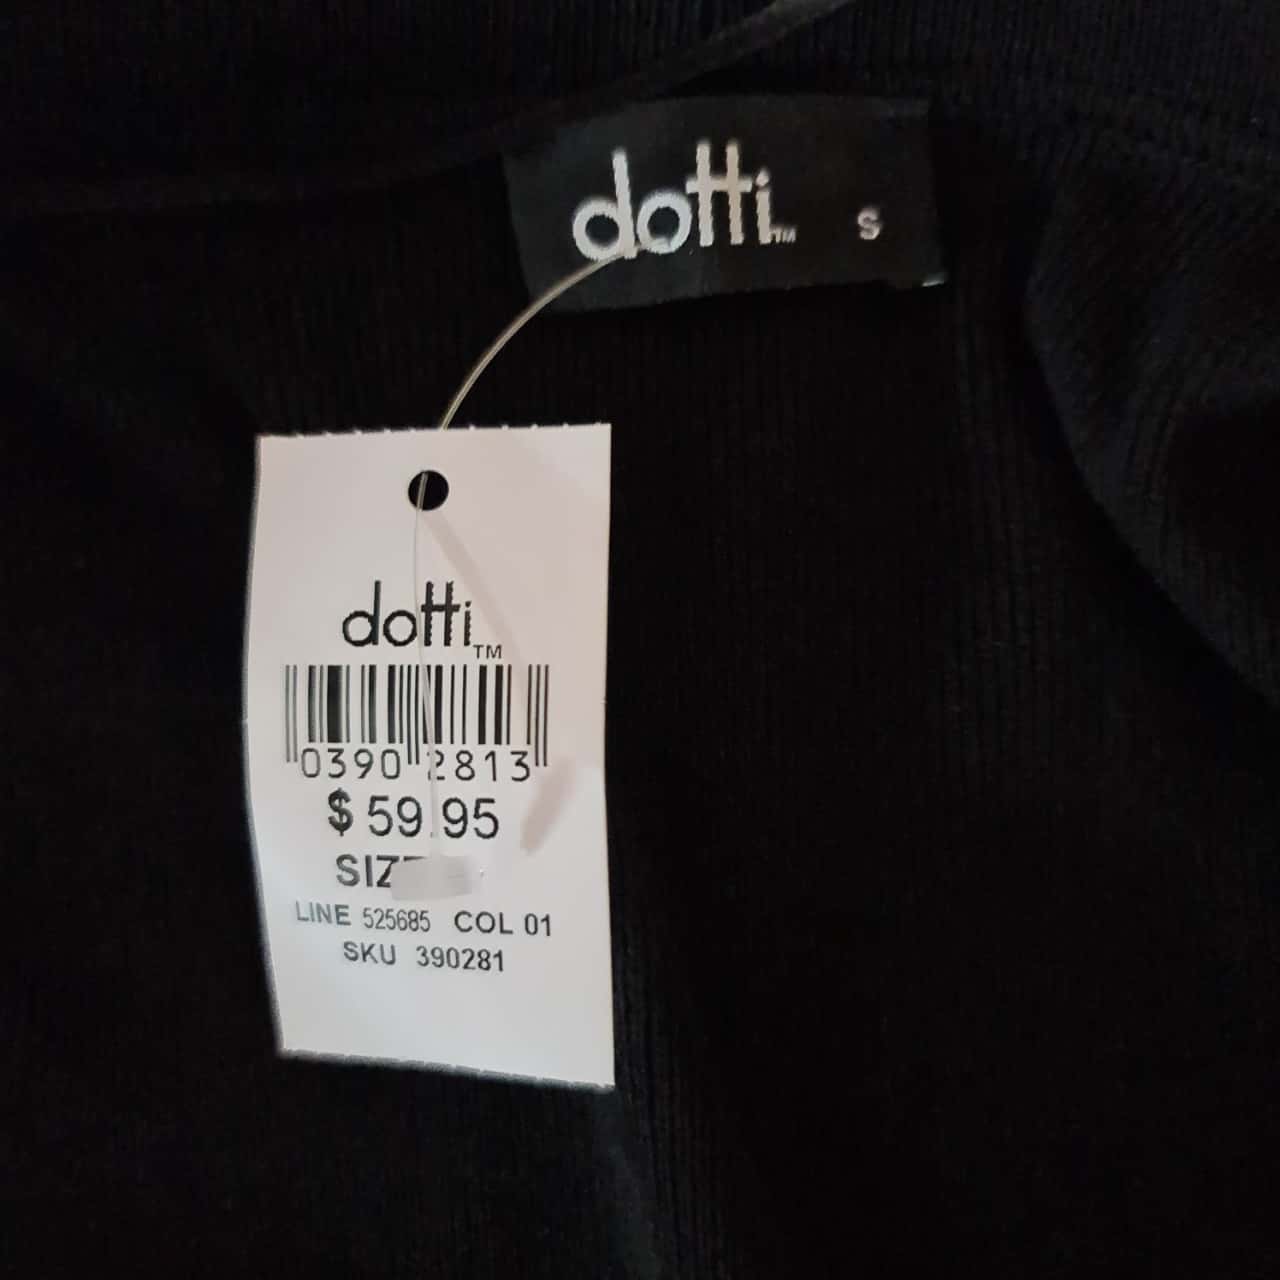 dotti™ S
dotti™
0390 2813
$59.95
LINE 525685 COL 01
SKU 390281